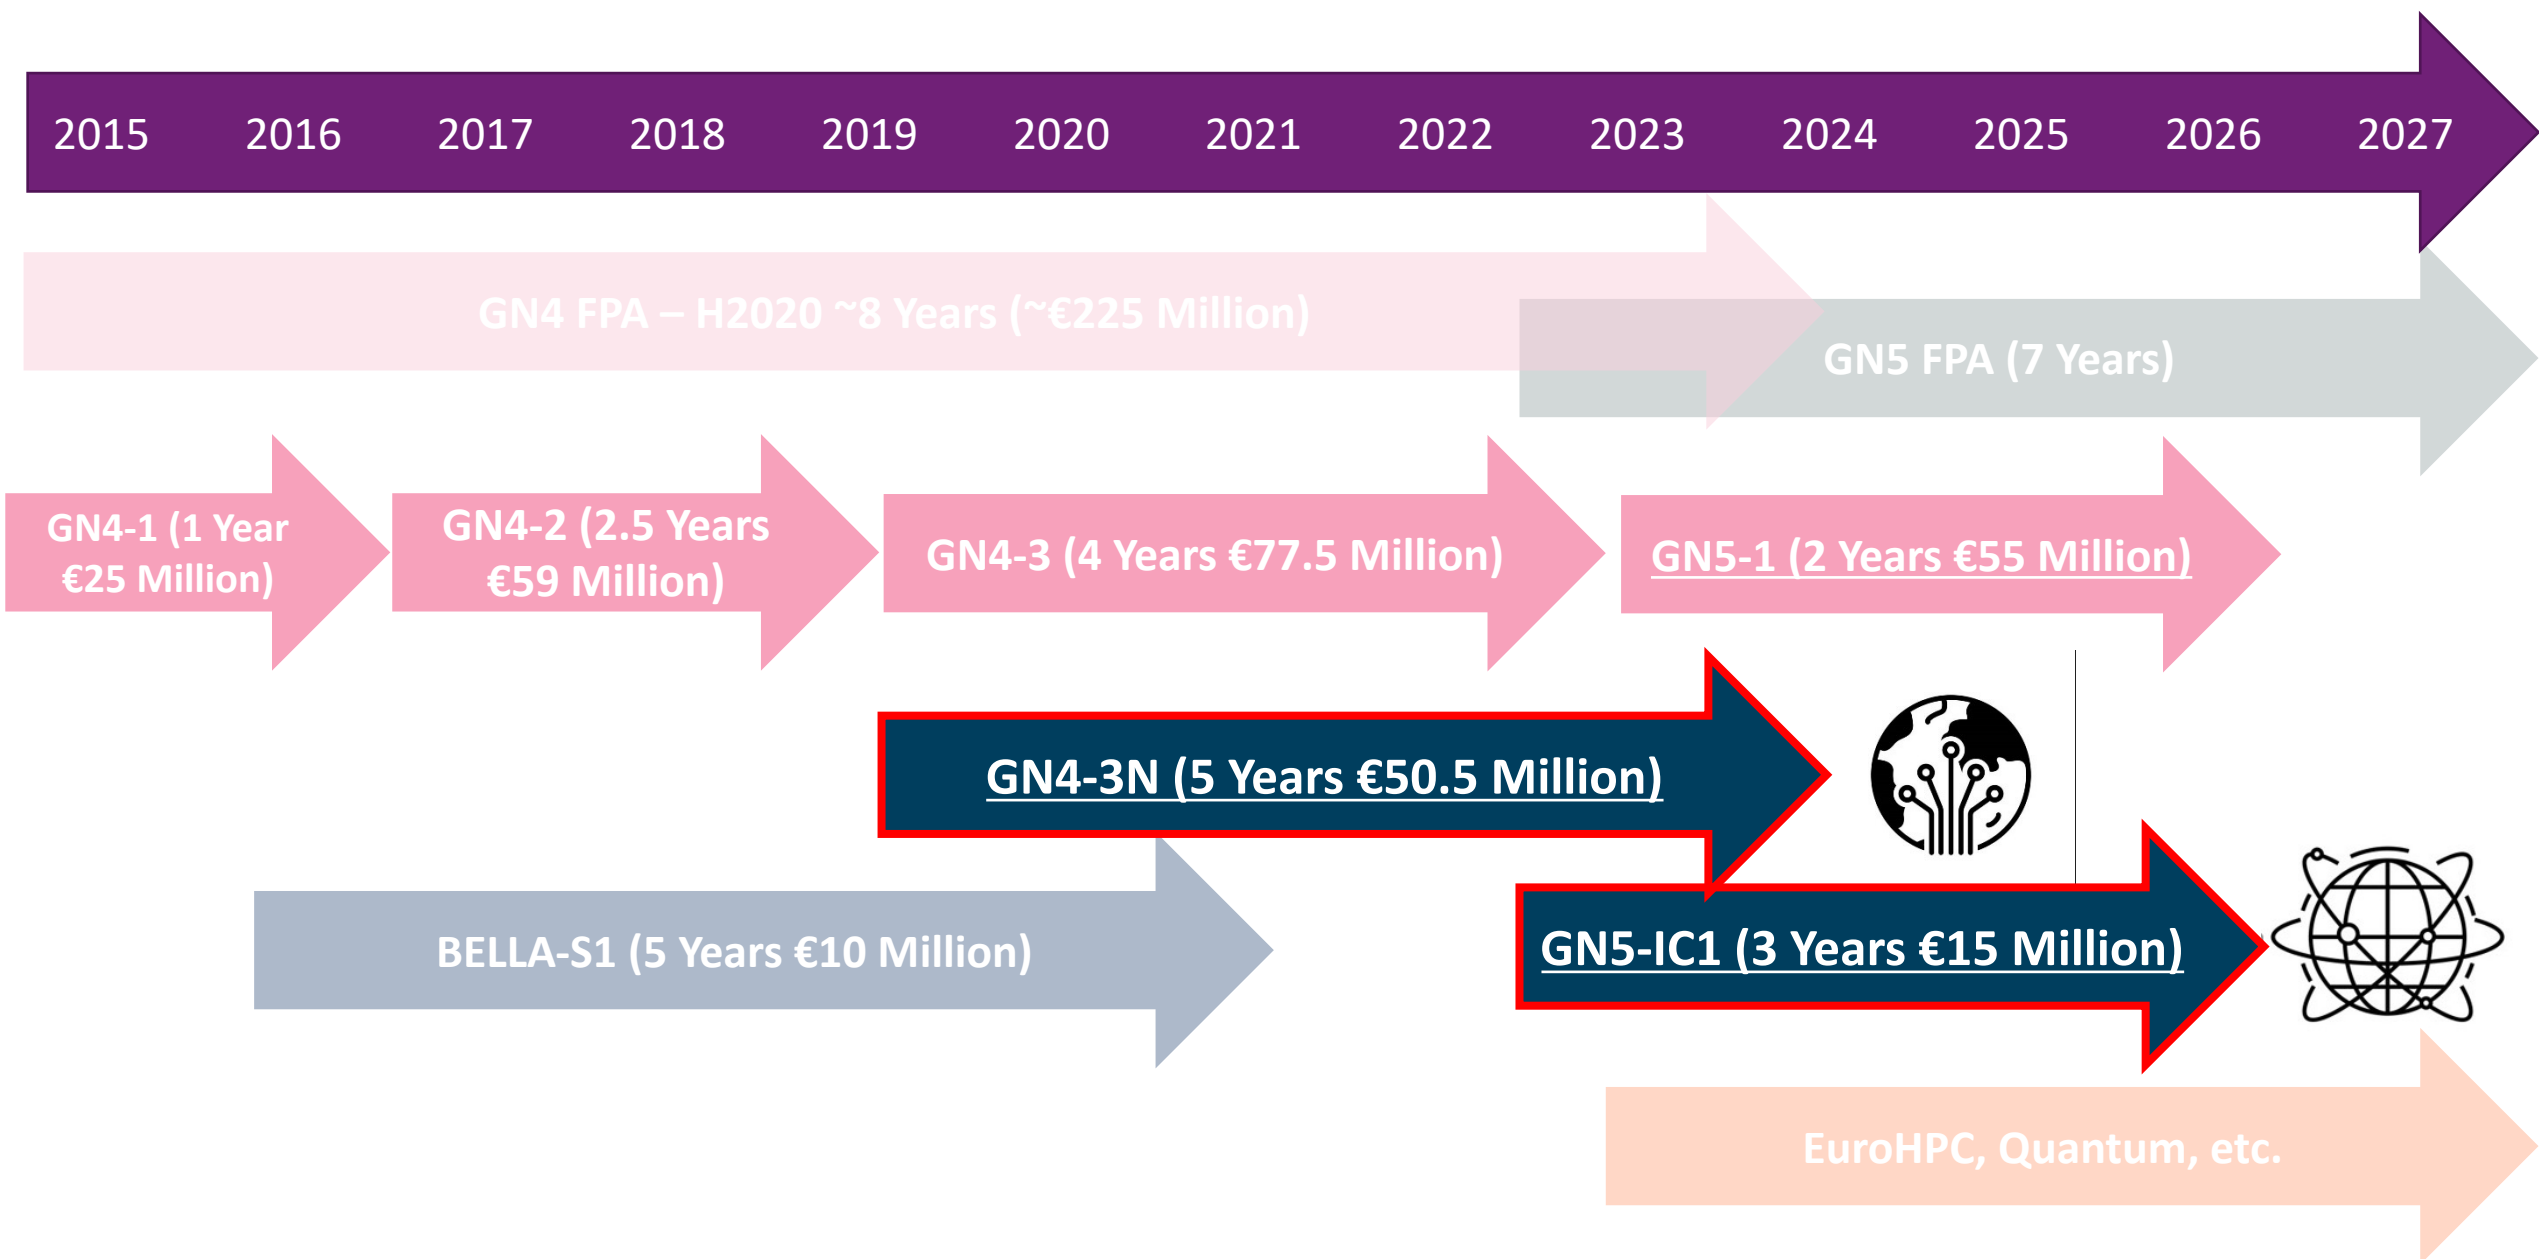 2015 2016 2017 2018 2019 2020 2021 2022 2023 2024 2025 2026 2027
GN4 FPA – H2020 ~8 Years (~€225 Million)
GN5 FPA (7 Years)
GN4-1 (1 Year
€25 Million)
GN4-2 (2.5 Years
€59 Million)
GN4-3 (4 Years €77.5 Million)
GN5-1 (2 Years €55 Million)
GN4-3N (5 Years €50.5 Million)
BELLA-S1 (5 Years €10 Million)
GN5-IC1 (3 Years €15 Million)
EuroHPC, Quantum, etc.